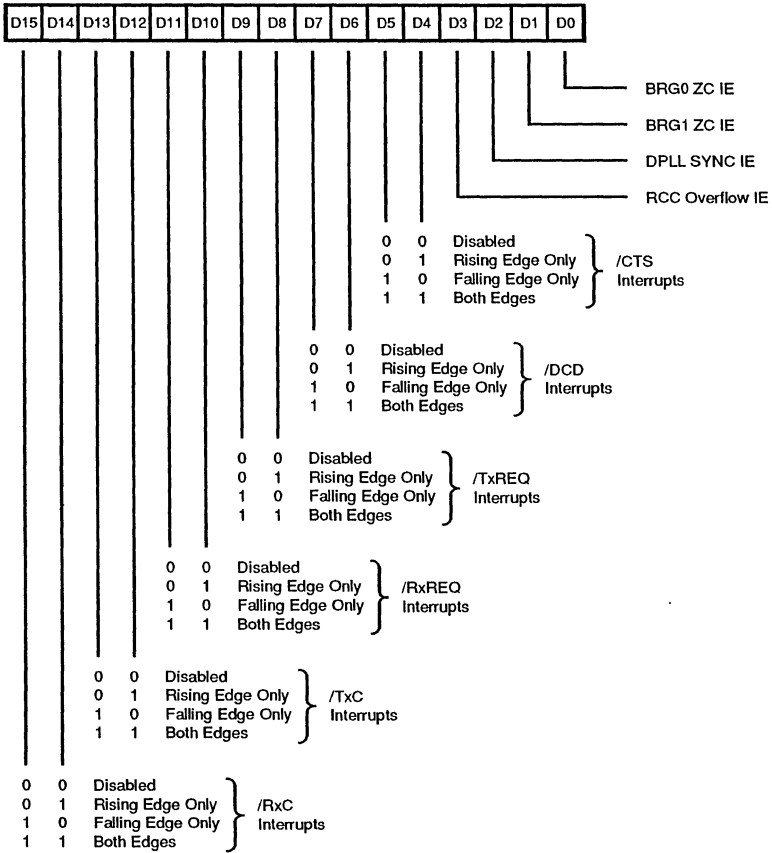 D15 D14 D13 D12 D11 D10 D9 D8 D7 D6 D5 D4 D3 D2 D1 D0
BRG0 ZC IE
BRG1 ZC IE
DPLL SYNC IE
RCC Overflow IE
0 0 Disabled
0 1 Rising Edge Only
1 0 Falling Edge Only
1 1 Both Edges
/CTS
Interrupts
0 0 Disabled
0 1 Rising Edge Only
1 0 Falling Edge Only
1 1 Both Edges
/DCD
Interrupts
0 0 Disabled
0 1 Rising Edge Only
1 0 Falling Edge Only
1 1 Both Edges
/TxREQ
Interrupts
0 0 Disabled
0 1 Rising Edge Only
1 0 Falling Edge Only
1 1 Both Edges
/RxREQ
Interrupts
0 0 Disabled
0 1 Rising Edge Only
1 0 Falling Edge Only
1 1 Both Edges
/TxC
Interrupts
0 0 Disabled
0 1 Rising Edge Only
1 0 Falling Edge Only
1 1 Both Edges
/RxC
Interrupts